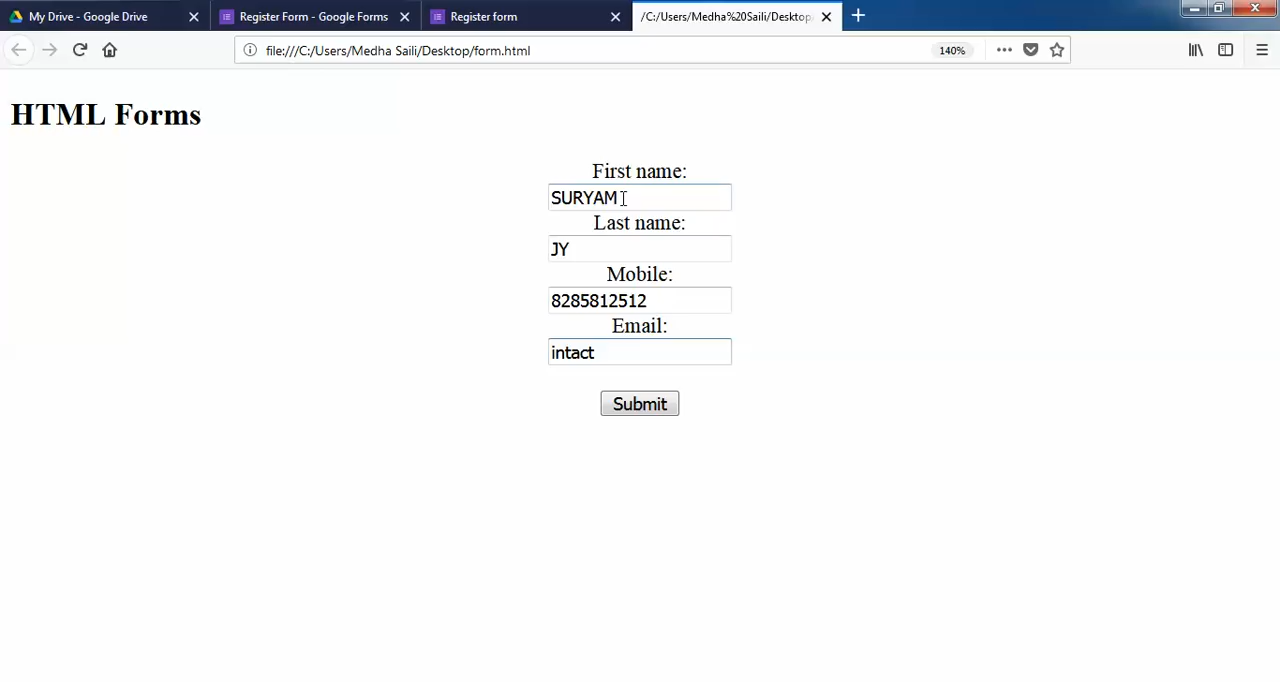 My Drive - Google Drive
Register Form - Google Forms
Register form
/C:/Users/Medha%20Saili/Desktop/
file:///C:/Users/Medha Saili/Desktop/form.html
140%
HTML Forms
First name:
SURYAM
Last name:
JY
Mobile:
8285812512
Email:
intact
Submit